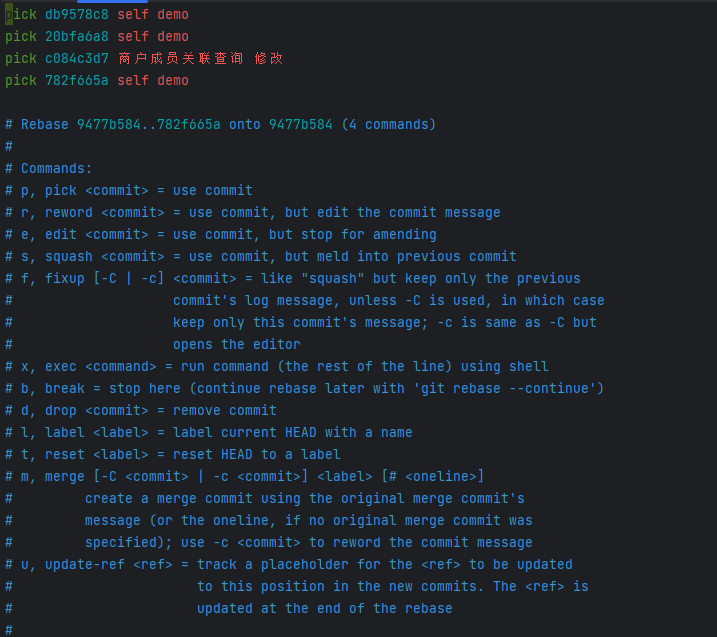 pick db9578c8 self demo
pick 20bfa6a8 self demo
pick c084c3d7 商户成员关联查询 修改
pick 782f665a self demo

# Rebase 9477b584..782f665a onto 9477b584 (4 commands)
#
# Commands:
# p, pick <commit> = use commit
# r, reword <commit> = use commit, but edit the commit message
# e, edit <commit> = use commit, but stop for amending
# s, squash <commit> = use commit, but meld into previous commit
# f, fixup [-C | -c] <commit> = like "squash" but keep only the previous
#                    commit's log message, unless -C is used, in which case
#                    keep only this commit's message; -c is same as -C but
#                    opens the editor
# x, exec <command> = run command (the rest of the line) using shell
# b, break = stop here (continue rebase later with 'git rebase --continue')
# d, drop <commit> = remove commit
# l, label <label> = label current HEAD with a name
# t, reset <label> = reset HEAD to a label
# m, merge [-C <commit> | -c <commit>] <label> [# <oneline>]
#         create a merge commit using the original merge commit's
#         message (or the oneline, if no original merge commit was
#         specified); use -c <commit> to reword the commit message
# u, update-ref <ref> = track a placeholder for the <ref> to be updated
#                       to this position in the new commits. The <ref> is
#                       updated at the end of the rebase
#